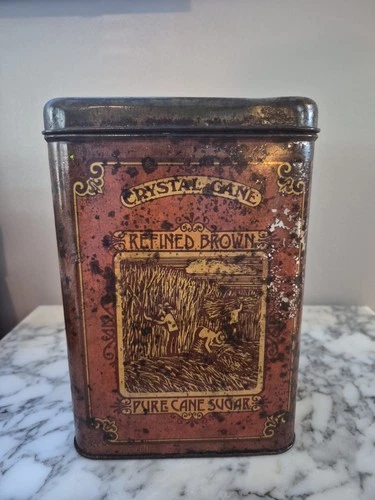 CRYSTAL CANE
REFINED BROWN
PURE CANE SUGAR